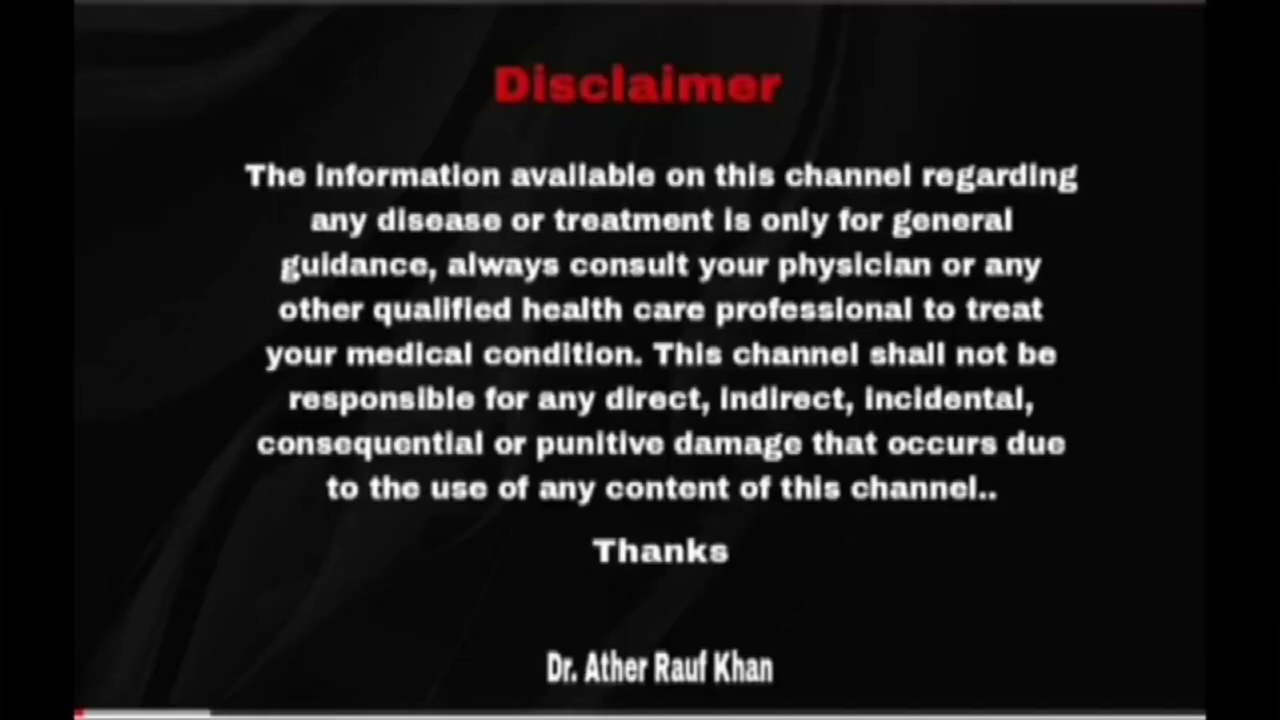 Disclaimer
The information available on this channel regarding
any disease or treatment is only for general
guidance, always consult your physician or any
other qualified health care professional to treat
your medical condition. This channel shall not be
responsible for any direct, indirect, incidental,
consequential or punitive damage that occurs due
to the use of any content of this channel..
Thanks
Dr. Ather Rauf Khan